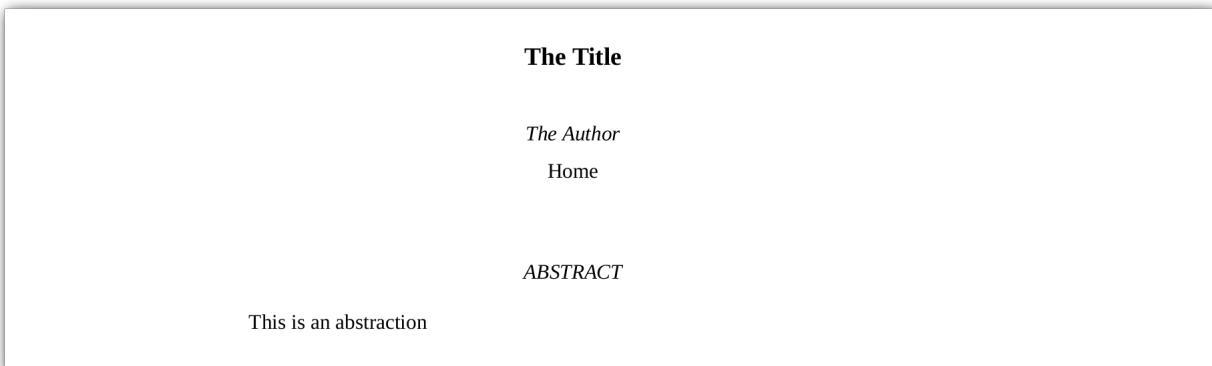 The Title
The Author
Home
ABSTRACT
This is an abstraction